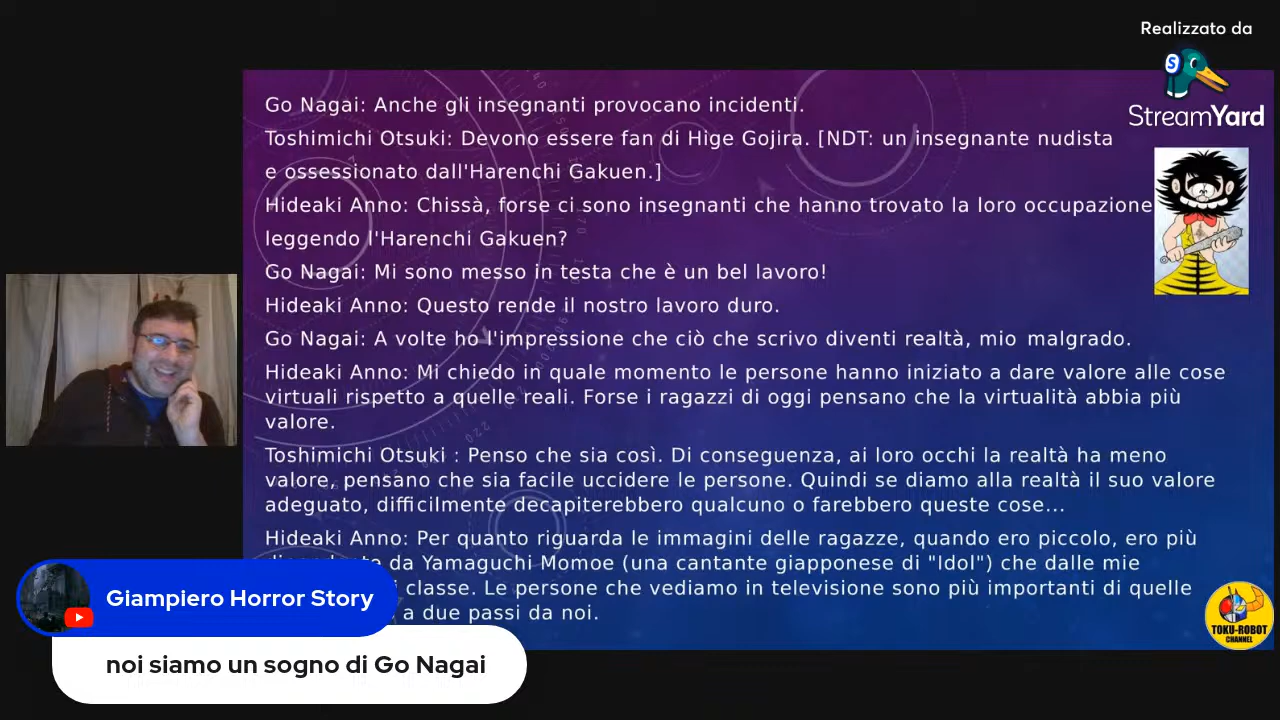 Realizzato da
S
StreamYard
Go Nagai: Anche gli insegnanti provocano incidenti.
Toshimichi Otsuki: Devono essere fan di Hige Gojira. [NDT: un insegnante nudista
e ossessionato dall'Harenchi Gakuen.]
Hideaki Anno: Chissà, forse ci sono insegnanti che hanno trovato la loro occupazione
leggendo l'Harenchi Gakuen?
Go Nagai: Mi sono messo in testa che è un bel lavoro!
Hideaki Anno: Questo rende il nostro lavoro duro.
Go Nagai: A volte ho l'impressione che ciò che scrivo diventi realtà, mio malgrado.
Hideaki Anno: Mi chiedo in quale momento le persone hanno iniziato a dare valore alle cose
virtuali rispetto a quelle reali. Forse i ragazzi di oggi pensano che la virtualità abbia più
valore.
Toshimichi Otsuki : Penso che sia così. Di conseguenza, ai loro occhi la realtà ha meno
valore, pensano che sia facile uccidere le persone. Quindi se diamo alla realtà il suo valore
adeguato, difficilmente decapiterebbero qualcuno o farebbero queste cose...
Hideaki Anno: Per quanto riguarda le immagini delle ragazze, quando ero piccolo, ero più
da Yamaguchi Momoe (una cantante giapponese di "Idol") che dalle mie
classe. Le persone che vediamo in televisione sono più importanti di quelle
a due passi da noi.
Giampiero Horror Story
noi siamo un sogno di Go Nagai
TOKU-ROBOT
CHANNEL